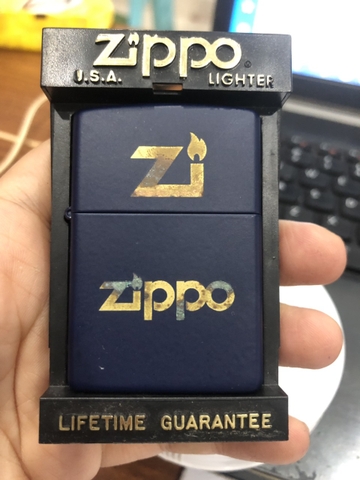 Zippo
U.S.A. LIGHTER
Zi
Zippo
LIFETIME GUARANTEE